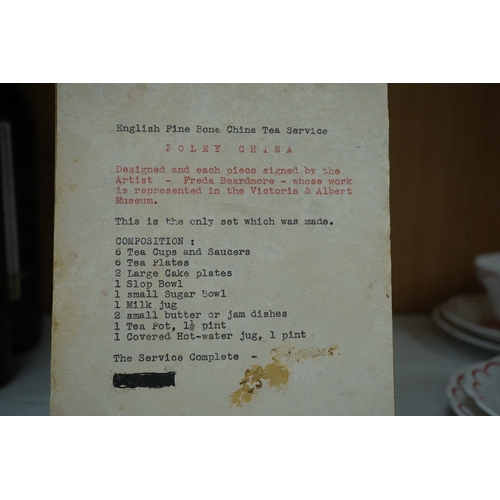 English Fine Bone China Tea Service
FOLEY CHINA
Designed and each piece signed by the
Artist - Freda Beardmore - whose work
is represented in the Victoria & Albert
Museum.
This is the only set which was made.
COMPOSITION :
6 Tea Cups and Saucers
6 Tea Plates
2 Large Cake plates
1 Slop Bowl
1 small Sugar Bowl
1 Milk jug
2 small butter or jam dishes
1 Tea Pot, 1½ pint
1 Covered Hot-water jug, 1 pint
The Service Complete -